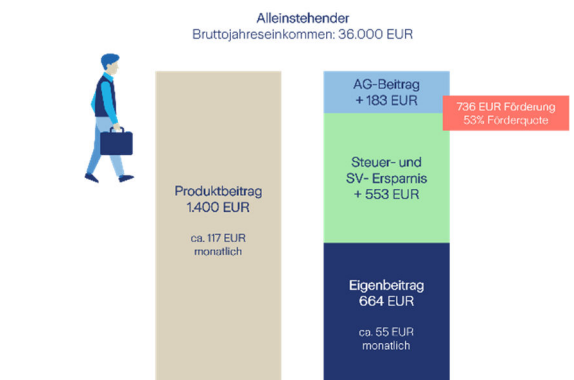 Alleinstehender
Bruttojahreseinkommen: 36.000 EUR
AG-Beitrag
+ 183 EUR
736 EUR Förderung
53% Förderquote
Steuer- und
SV- Ersparnis
+ 553 EUR
Produktbeitrag
1.400 EUR
ca. 117 EUR
monatlich
Eigenbeitrag
664 EUR
ca. 55 EUR
monatlich